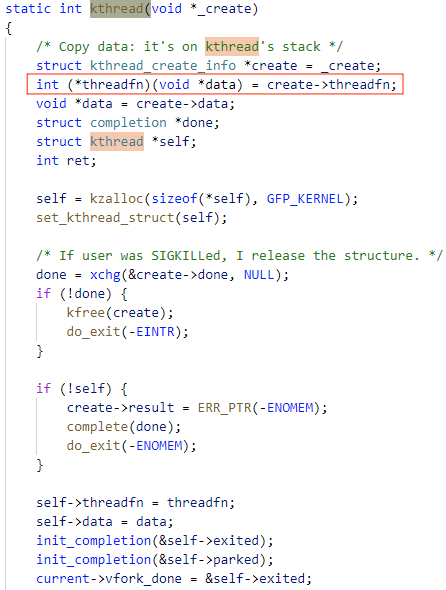 static int kthread(void *_create)
{
    /* Copy data: it's on kthread's stack */
    struct kthread_create_info *create = _create;
    int (*threadfn)(void *data) = create->threadfn;
    void *data = create->data;
    struct completion *done;
    struct kthread *self;
    int ret;

    self = kzalloc(sizeof(*self), GFP_KERNEL);
    set_kthread_struct(self);

    /* If user was SIGKILLed, I release the structure. */
    done = xchg(&create->done, NULL);
    if (!done) {
        kfree(create);
        do_exit(-EINTR);
    }

    if (!self) {
        create->result = ERR_PTR(-ENOMEM);
        complete(done);
        do_exit(-ENOMEM);
    }

    self->threadfn = threadfn;
    self->data = data;
    init_completion(&self->exited);
    init_completion(&self->parked);
    current->vfork_done = &self->exited;